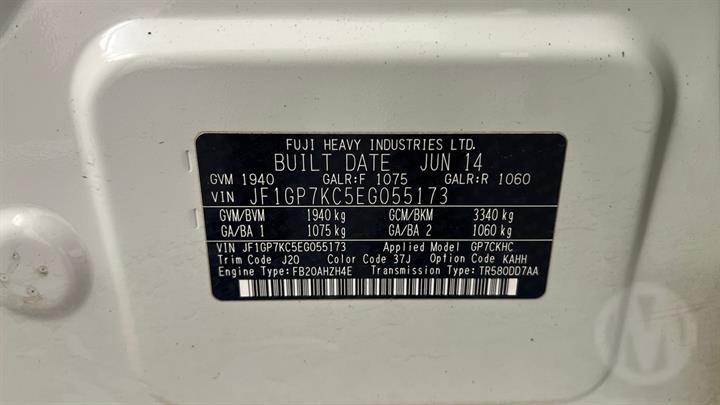 FUJI HEAVY INDUSTRIES LTD.
BUILT DATE JUN 14
GVM 1940 GALR:F 1075 GALR:R 1060
VIN JF1GP7KC5EG055173
GVM/BVM 1940 kg GCM/BKM 3340 kg
GA/BA 1 1075 kg GA/BA 2 1060 kg
VIN JF1GP7KC5EG055173 Applied Model GP7CKHC
Trim Code J20 Color Code 37J Option Code KAHH
Engine Type:FB20AHZH4E Transmission Type:TR580DD7AA
M